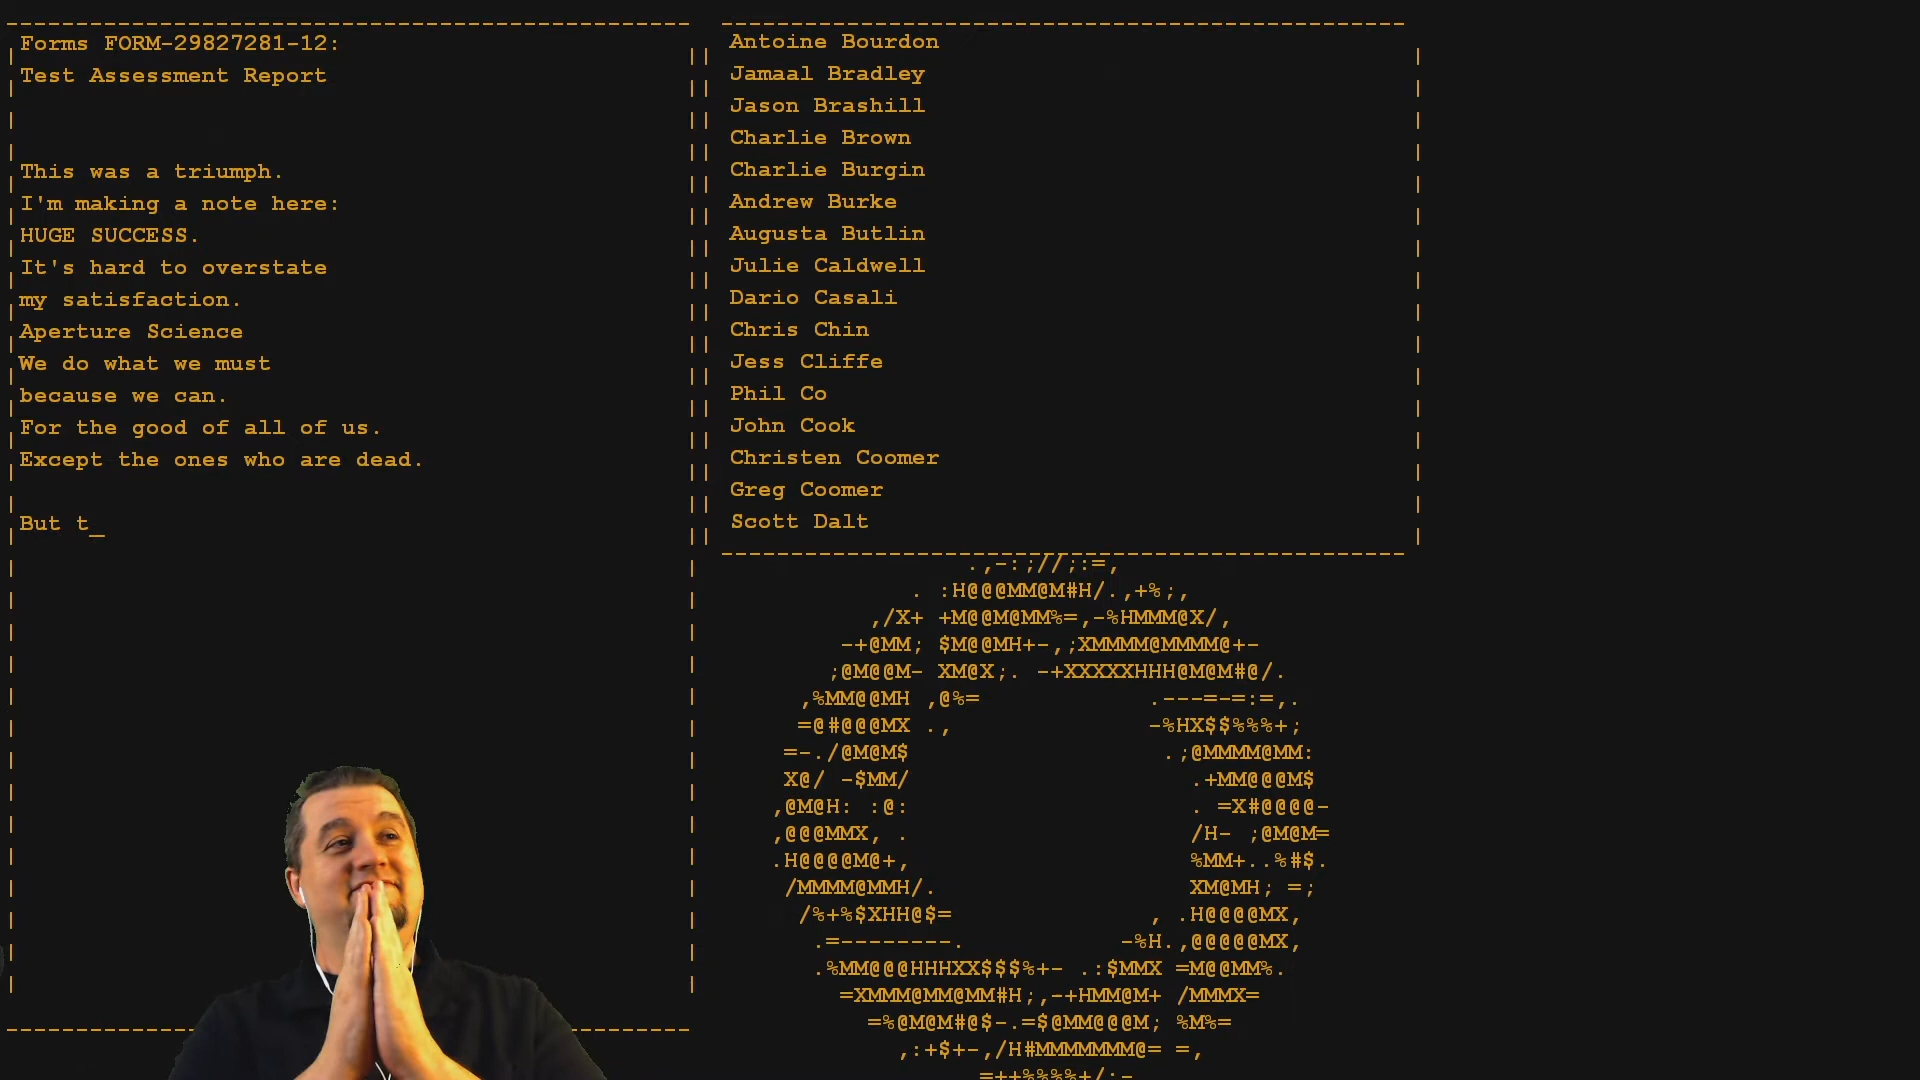 Forms FORM-29827281-12:
Test Assessment Report
This was a triumph.
I'm making a note here:
HUGE SUCCESS.
It's hard to overstate
my satisfaction.
Aperture Science
We do what we must
because we can.
For the good of all of us.
Except the ones who are dead.
But t_
Antoine Bourdon
Jamaal Bradley
Jason Brashill
Charlie Brown
Charlie Burgin
Andrew Burke
Augusta Butlin
Julie Caldwell
Dario Casali
Chris Chin
Jess Cliffe
Phil Co
John Cook
Christen Coomer
Greg Coomer
Scott Dalt